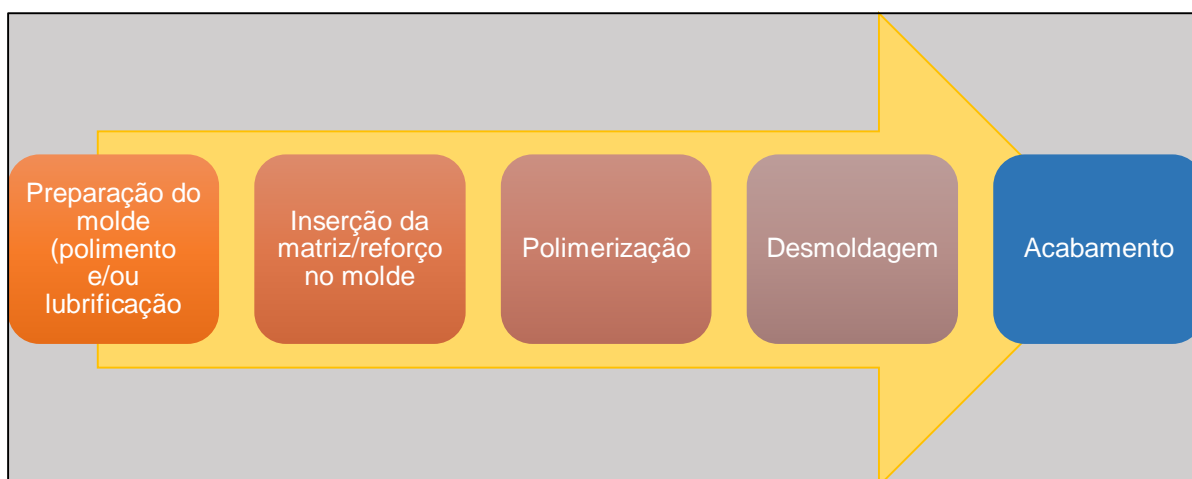 Preparação do
molde
(polimento
e/ou
lubrificação
Inserção da
matriz/reforço
no molde
Polimerização
Desmoldagem
Acabamento